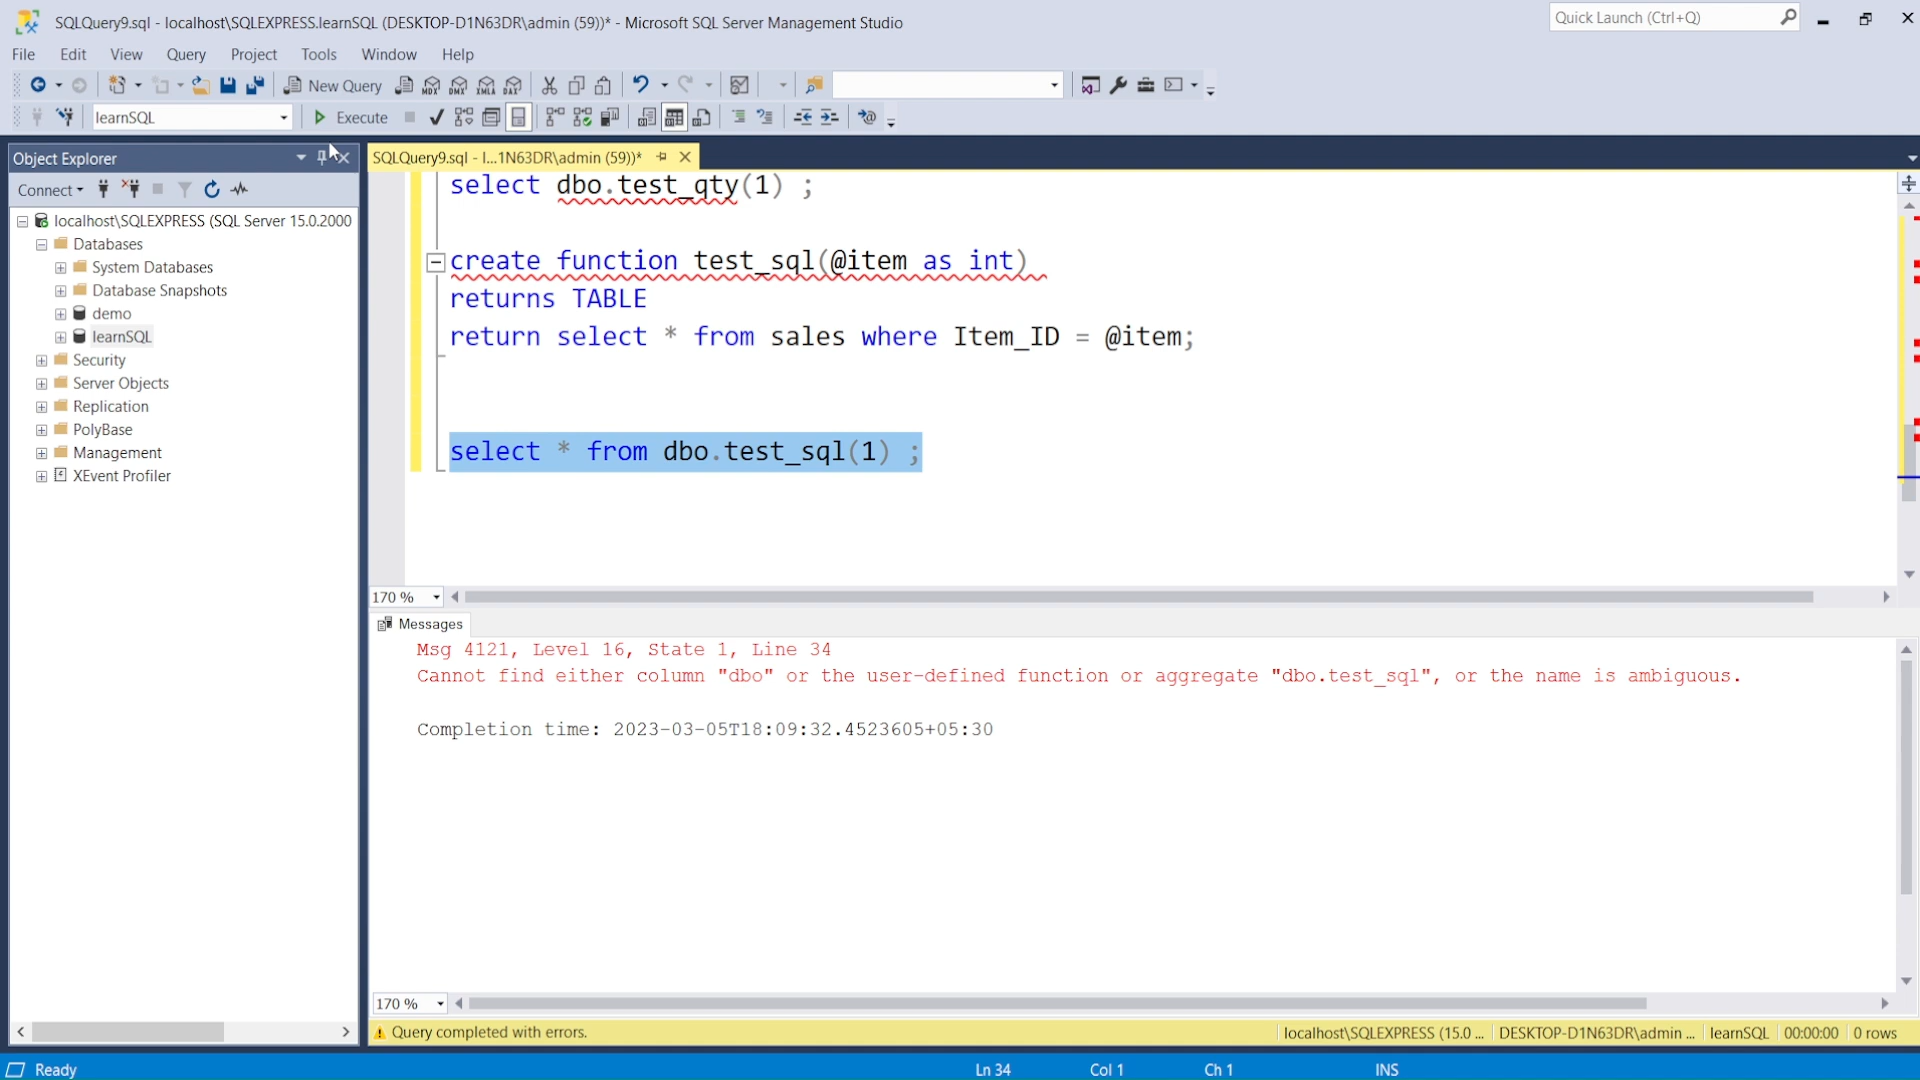 SQLQuery9.sql - localhost\SQLEXPRESS.learnSQL (DESKTOP-D1N63DR\admin (59))* - Microsoft SQL Server Management Studio
Quick Launch (Ctrl+Q)
File Edit View Query Project Tools Window Help
New Query
MDX DMX XMLA DAX
learnSQL
Execute
Object Explorer
SQLQuery9.sql - l...1N63DR\admin (59))*
Connect
localhost\SQLEXPRESS (SQL Server 15.0.2000
Databases
System Databases
Database Snapshots
demo
learnSQL
Security
Server Objects
Replication
PolyBase
Management
XEvent Profiler
select dbo.test_qty(1) ;
create function test_sql(@item as int)
returns TABLE
return select * from sales where Item_ID = @item;
select * from dbo.test_sql(1) ;
170 %
Messages
Msg 4121, Level 16, State 1, Line 34
Cannot find either column "dbo" or the user-defined function or aggregate "dbo.test_sql", or the name is ambiguous.
Completion time: 2023-03-05T18:09:32.4523605+05:30
170 %
Query completed with errors.
localhost\SQLEXPRESS (15.0 ... DESKTOP-D1N63DR\admin ... learnSQL 00:00:00 0 rows
Ready
Ln 34 Col 1 Ch 1 INS